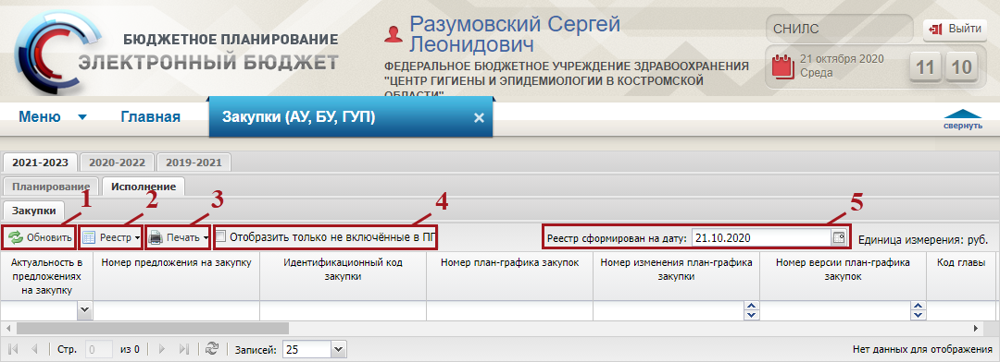 БЮДЖЕТНОЕ ПЛАНИРОВАНИЕ
ЭЛЕКТРОННЫЙ БЮДЖЕТ
Разумовский Сергей
Леонидович
ФЕДЕРАЛЬНОЕ БЮДЖЕТНОЕ УЧРЕЖДЕНИЕ ЗДРАВООХРАНЕНИЯ
"ЦЕНТР ГИГИЕНЫ И ЭПИДЕМИОЛОГИИ В КОСТРОМСКОЙ
ОБЛАСТИ"
СНИЛС
Выйти
21 октября 2020
Среда
11 10
Меню Главная Закупки (АУ, БУ, ГУП)
свернуть
2021-2023 2020-2022 2019-2021
Планирование Исполнение
Закупки
1 2 3 4 5
Обновить Реестр Печать Отобразить только не включённые в ПГ Реестр сформирован на дату: 21.10.2020 Единица измерения: руб.
Актуальность в предложениях на закупку
Номер предложения на закупку
Идентификационный код закупки
Номер план-графика закупок
Номер изменения план-графика закупки
Номер версии план-графика закупок
Код главы
Стр. 0 из 0 Записей: 25 Нет данных для отображения